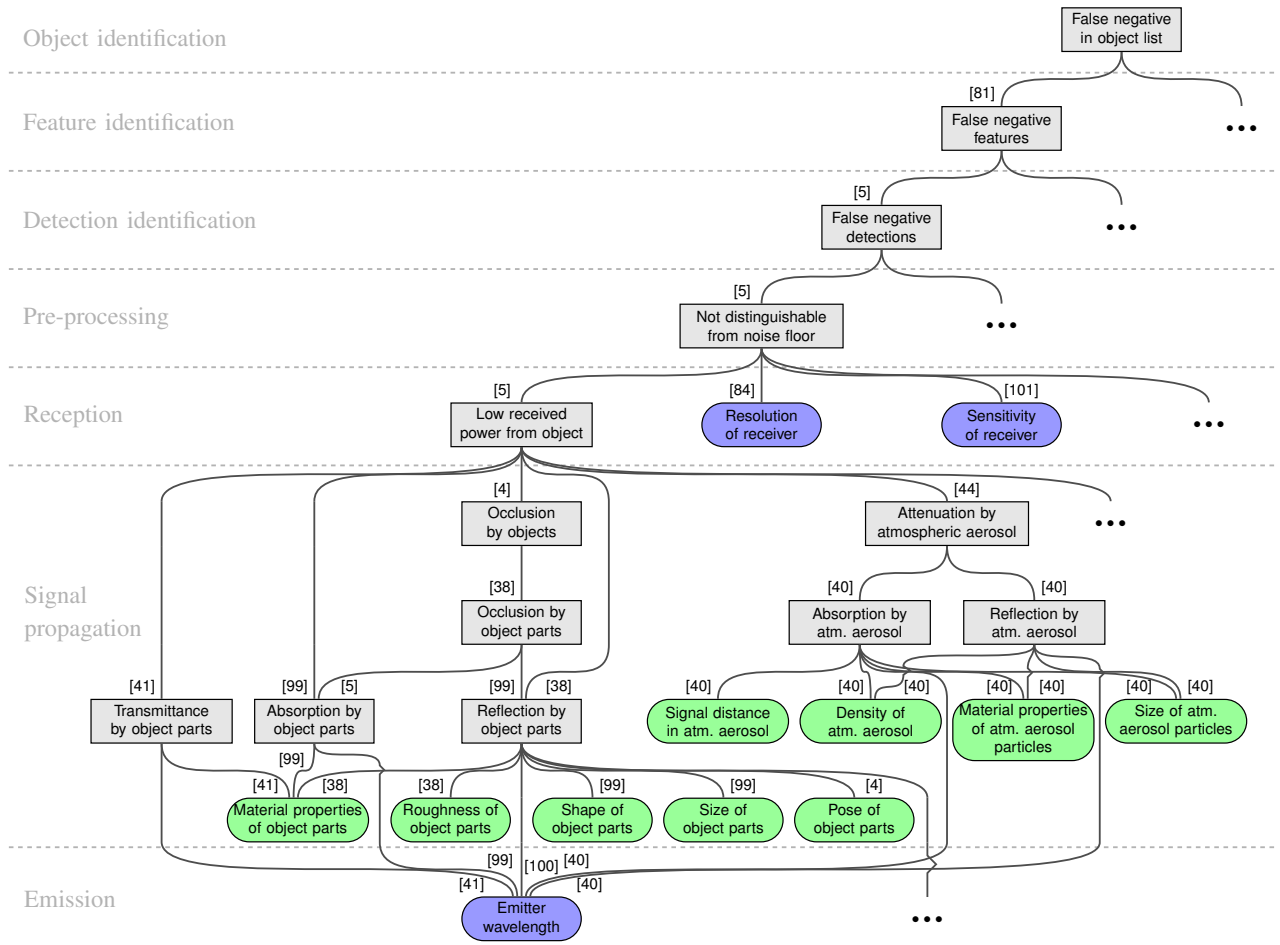 False negative
in object list
Object identification
[81]
False negative
features
Feature identification
•••
[5]
False negative
detections
Detection identification
•••
[5]
Not distinguishable
from noise floor
Pre-processing
•••
[5]
[84]
[101]
Low received
power from object
Resolution
of receiver
Sensitivity
of receiver
Reception
•••
[4]
[44]
Occlusion
by objects
Attenuation by
atmospheric aerosol
•••
[38]
[40]
[40]
Occlusion by
object parts
Absorption by
atm. aerosol
Reflection by
atm. aerosol
Signal
propagation
[41]
[99]
[5]
[99]
[38]
[40]
[40]
[40]
[40]
[40]
[40]
[40]
Transmittance
by object parts
Absorption by
object parts
Reflection by
object parts
Signal distance
in atm. aerosol
Density of
atm. aerosol
Material properties
of atm. aerosol
particles
Size of atm.
aerosol particles
[99]
[41]
[38]
[38]
[99]
[99]
[4]
Material properties
of object parts
Roughness of
object parts
Shape of
object parts
Size of
object parts
Pose of
object parts
[99]
[100]
[40]
[41]
[40]
Emitter
wavelength
Emission
•••